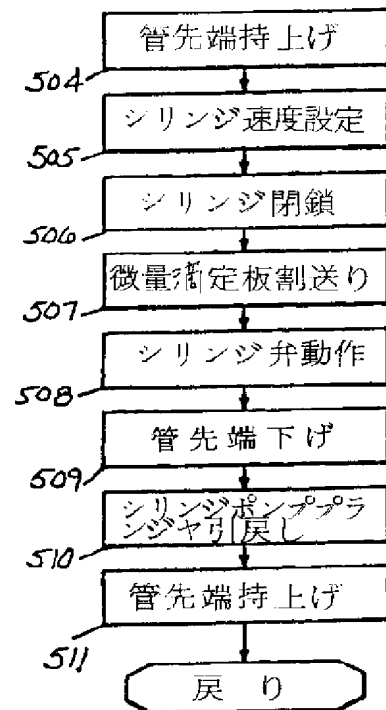 管先端持上げ
504
シリンジ速度設定
505
シリンジ閉鎖
506
微量滴定板割送り
507
シリンジ弁動作
508
管先端下げ
509
シリンジポンププラ
ンジヤ引戻し
510
管先端持上げ
511
戻り